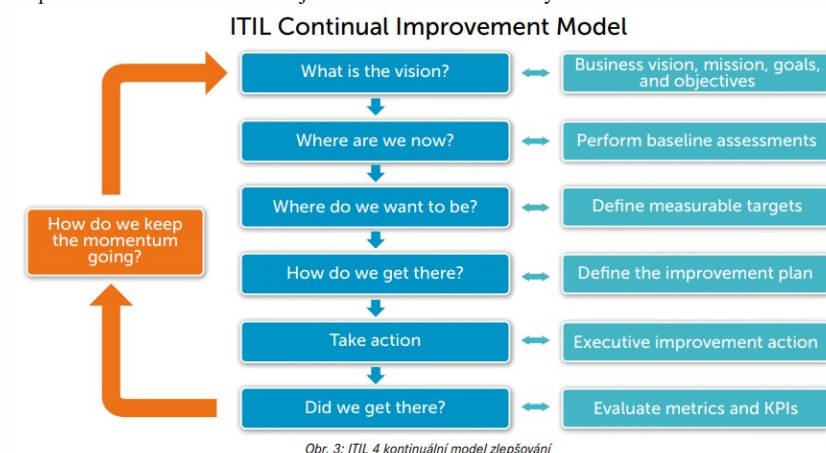 ITIL Continual Improvement Model
What is the vision?
Business vision, mission, goals,
and objectives
Where are we now?
Perform baseline assessments
Where do we want to be?
Define measurable targets
How do we keep
the momentum
going?
How do we get there?
Define the improvement plan
Take action
Executive improvement action
Did we get there?
Evaluate metrics and KPIs
Obr. 3: ITIL 4 kontinuální model zlepšování